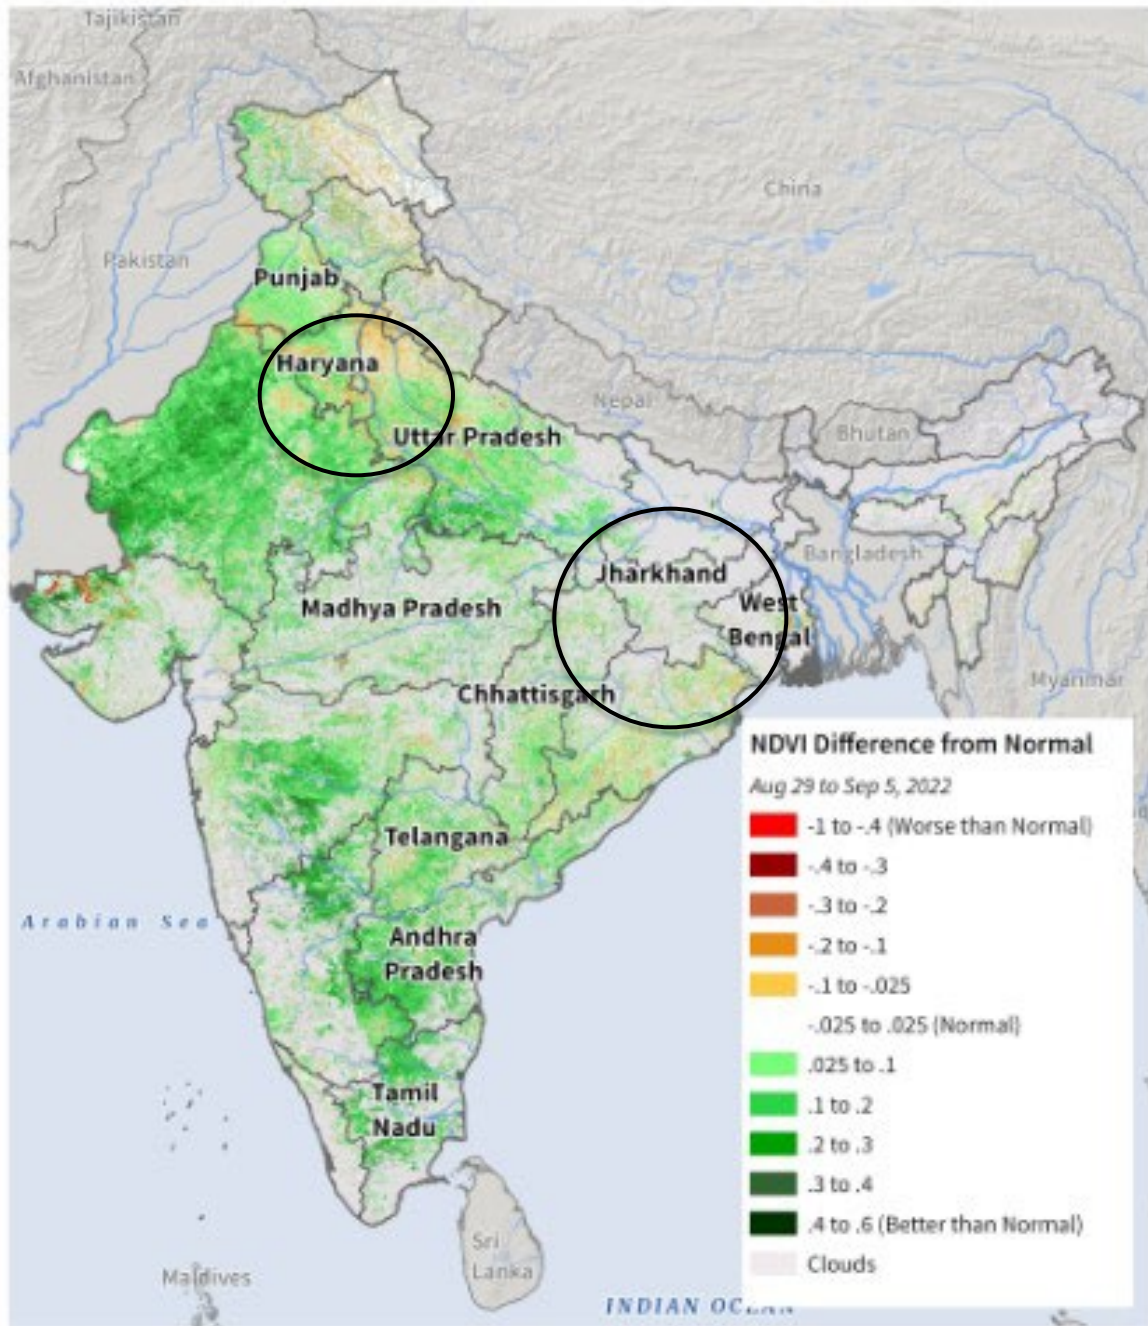 Tajikistan
Afghanistan
China
Pakistan
Punjab
Haryana
Nepal
Bhutan
Uttar Pradesh
Bangladesh
Jharkhand
Madhya Pradesh
West
Bengal
Myanmar
Chhattisgarh
NDVI Difference from Normal
Aug 29 to Sep 5, 2022
-1 to -.4 (Worse than Normal)
-.4 to -.3
-.3 to -.2
-.2 to -.1
-.1 to -.025
-.025 to .025 (Normal)
.025 to .1
.1 to .2
.2 to .3
.3 to .4
.4 to .6 (Better than Normal)
Clouds
Telangana
Arabian Sea
Andhra
Pradesh
Tamil
Nadu
Sri
Lanka
Maldives
INDIAN OCEAN